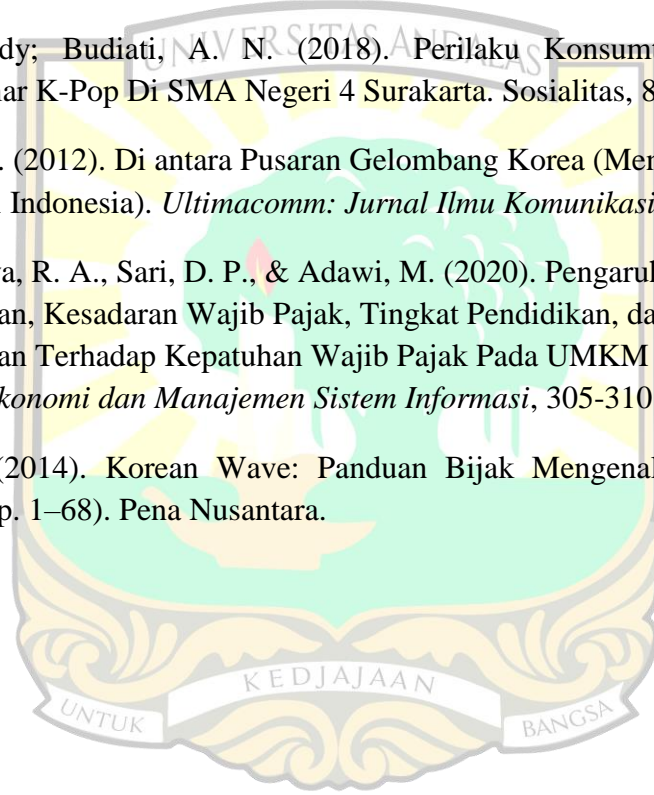 UNIVERSITAS ANDALAS
dy; Budiati, A. N. (2018). Perilaku Konsumt
ar K-Pop Di SMA Negeri 4 Surakarta. Sosialitas, 8
. (2012). Di antara Pusaran Gelombang Korea (Men
Indonesia). Ultimacomm: Jurnal Ilmu Komunikasi
a, R. A., Sari, D. P., & Adawi, M. (2020). Pengaruh
an, Kesadaran Wajib Pajak, Tingkat Pendidikan, da
an Terhadap Kepatuhan Wajib Pajak Pada UMKM
konomi dan Manajemen Sistem Informasi, 305-310
(2014). Korean Wave: Panduan Bijak Mengenal
p. 1–68). Pena Nusantara.
KEDJAJAAN
UNTUK BANGSA